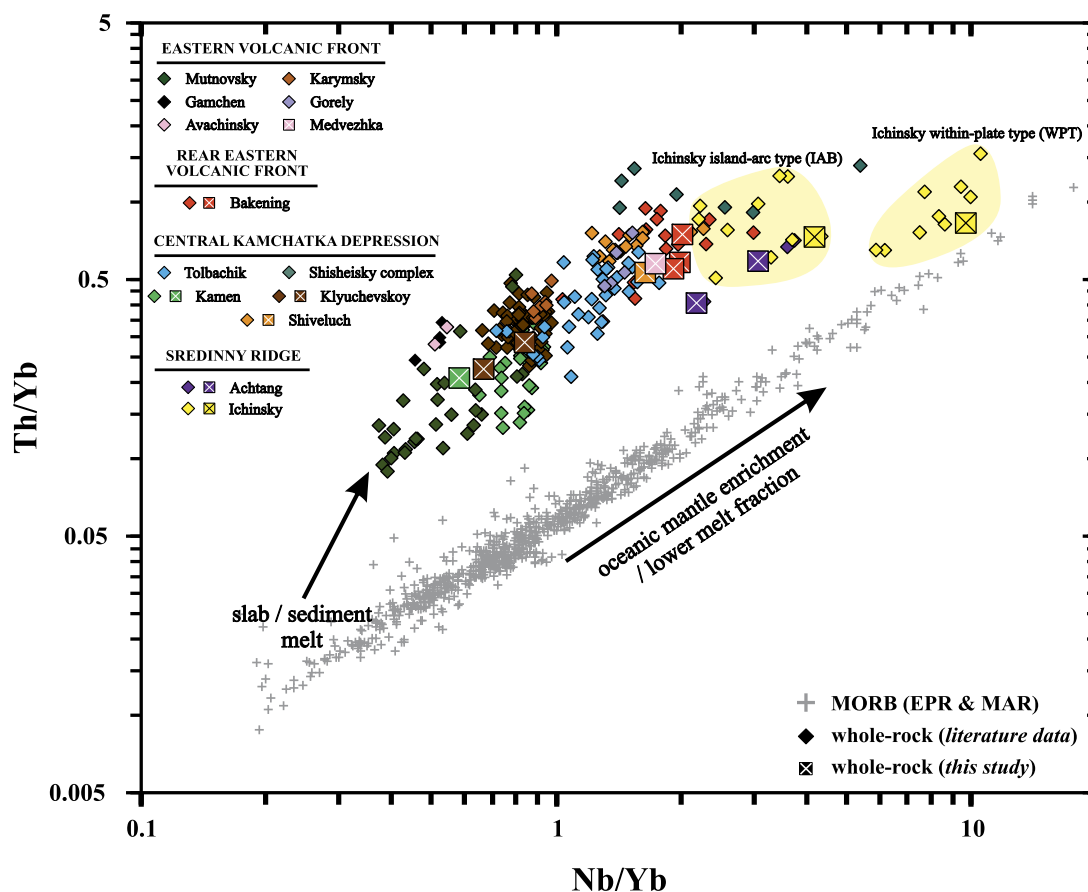 5
0.5
0.05
0.005
Th/Yb
EASTERN VOLCANIC FRONT
Mutnovsky
Karymsky
Gamchen
Gorely
Avachinsky
Medvezhka
REAR EASTERN
VOLCANIC FRONT
Bakening
CENTRAL KAMCHATKA DEPRESSION
Tolbachik
Shisheisky complex
Kamen
Klyuchevskoy
Shiveluch
SREDINNY RIDGE
Achtang
Ichinsky
Ichinsky island-arc type (IAB)
Ichinsky within-plate type (WPT)
slab / sediment
melt
oceanic mantle enrichment
/ lower melt fraction
MORB (EPR & MAR)
whole-rock (literature data)
whole-rock (this study)
0.1
1
10
Nb/Yb